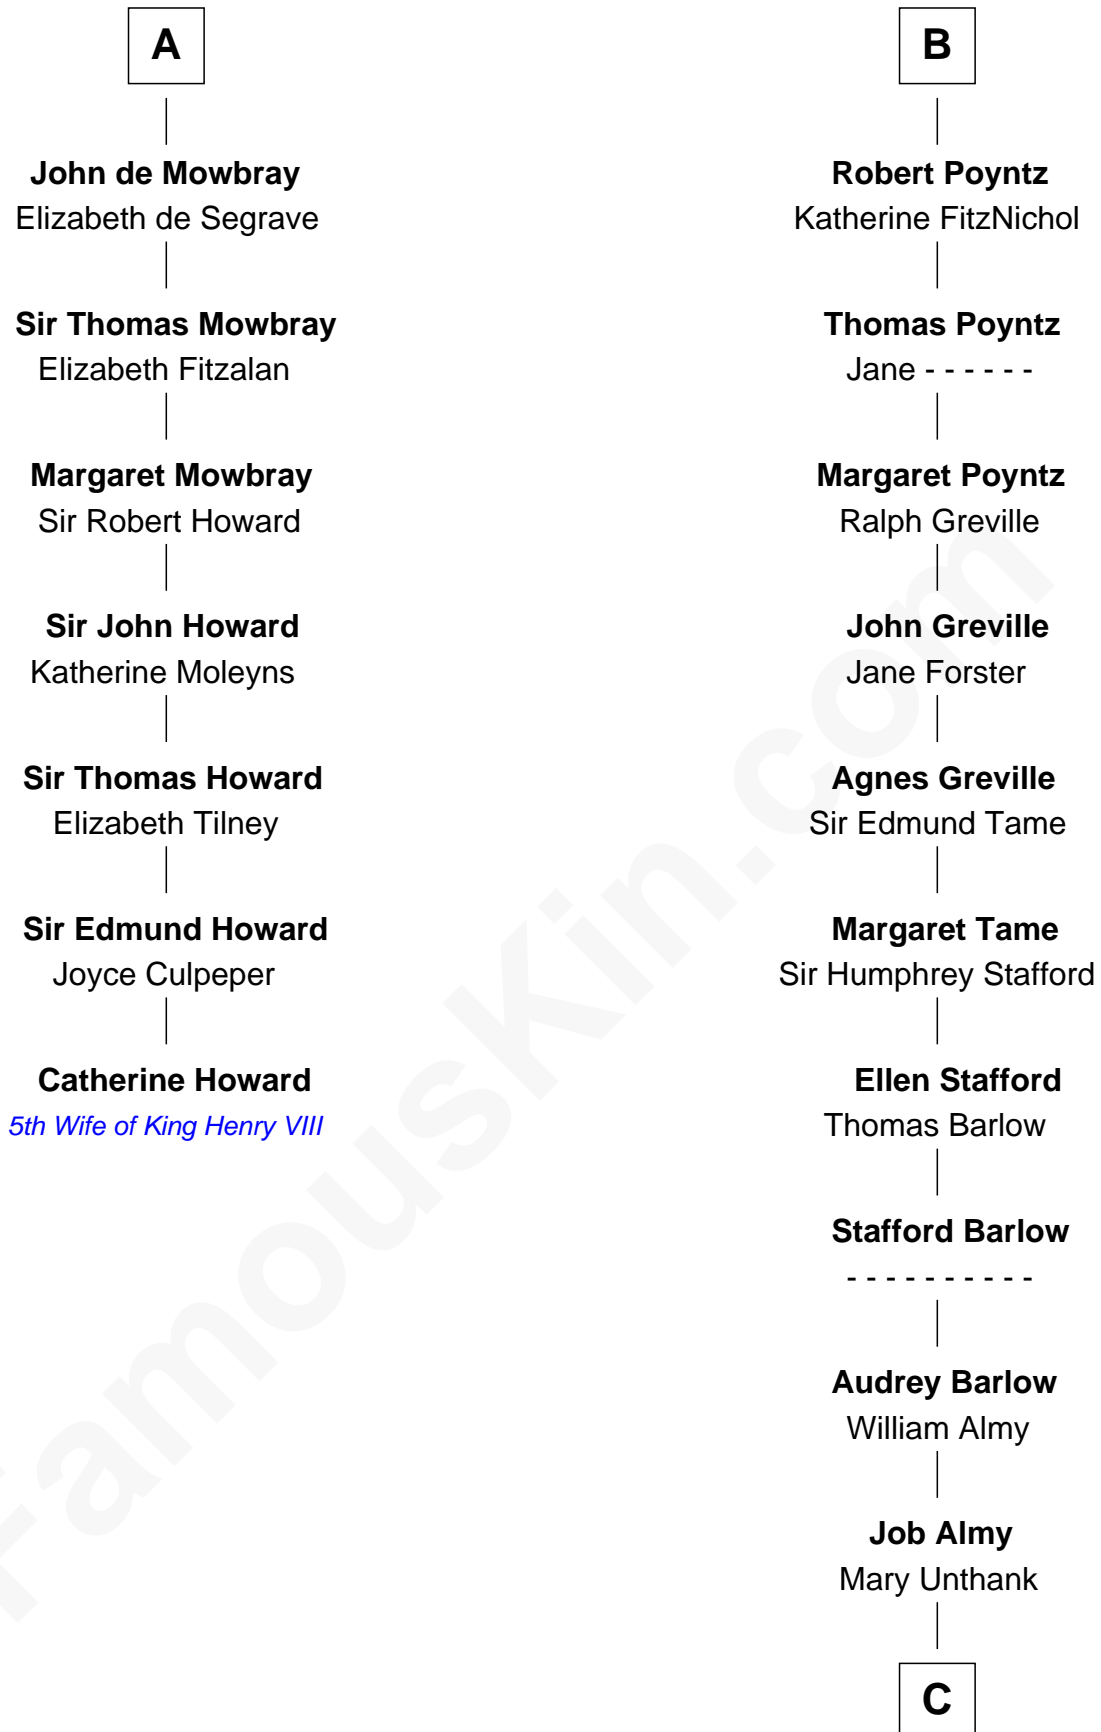 A
John de Mowbray
Elizabeth de Segrave
Sir Thomas Mowbray
Elizabeth Fitzalan
Margaret Mowbray
Sir Robert Howard
Sir John Howard
Katherine Moleyns
Sir Thomas Howard
Elizabeth Tilney
Sir Edmund Howard
Joyce Culpeper
Catherine Howard
5th Wife of King Henry VIII
B
Robert Poyntz
Katherine FitzNichol
Thomas Poyntz
Jane - - - - - -
Margaret Poyntz
Ralph Greville
John Greville
Jane Forster
Agnes Greville
Sir Edmund Tame
Margaret Tame
Sir Humphrey Stafford
Ellen Stafford
Thomas Barlow
Stafford Barlow
- - - - - - - - - -
Audrey Barlow
William Almy
Job Almy
Mary Unthank
C
FamousKin.com